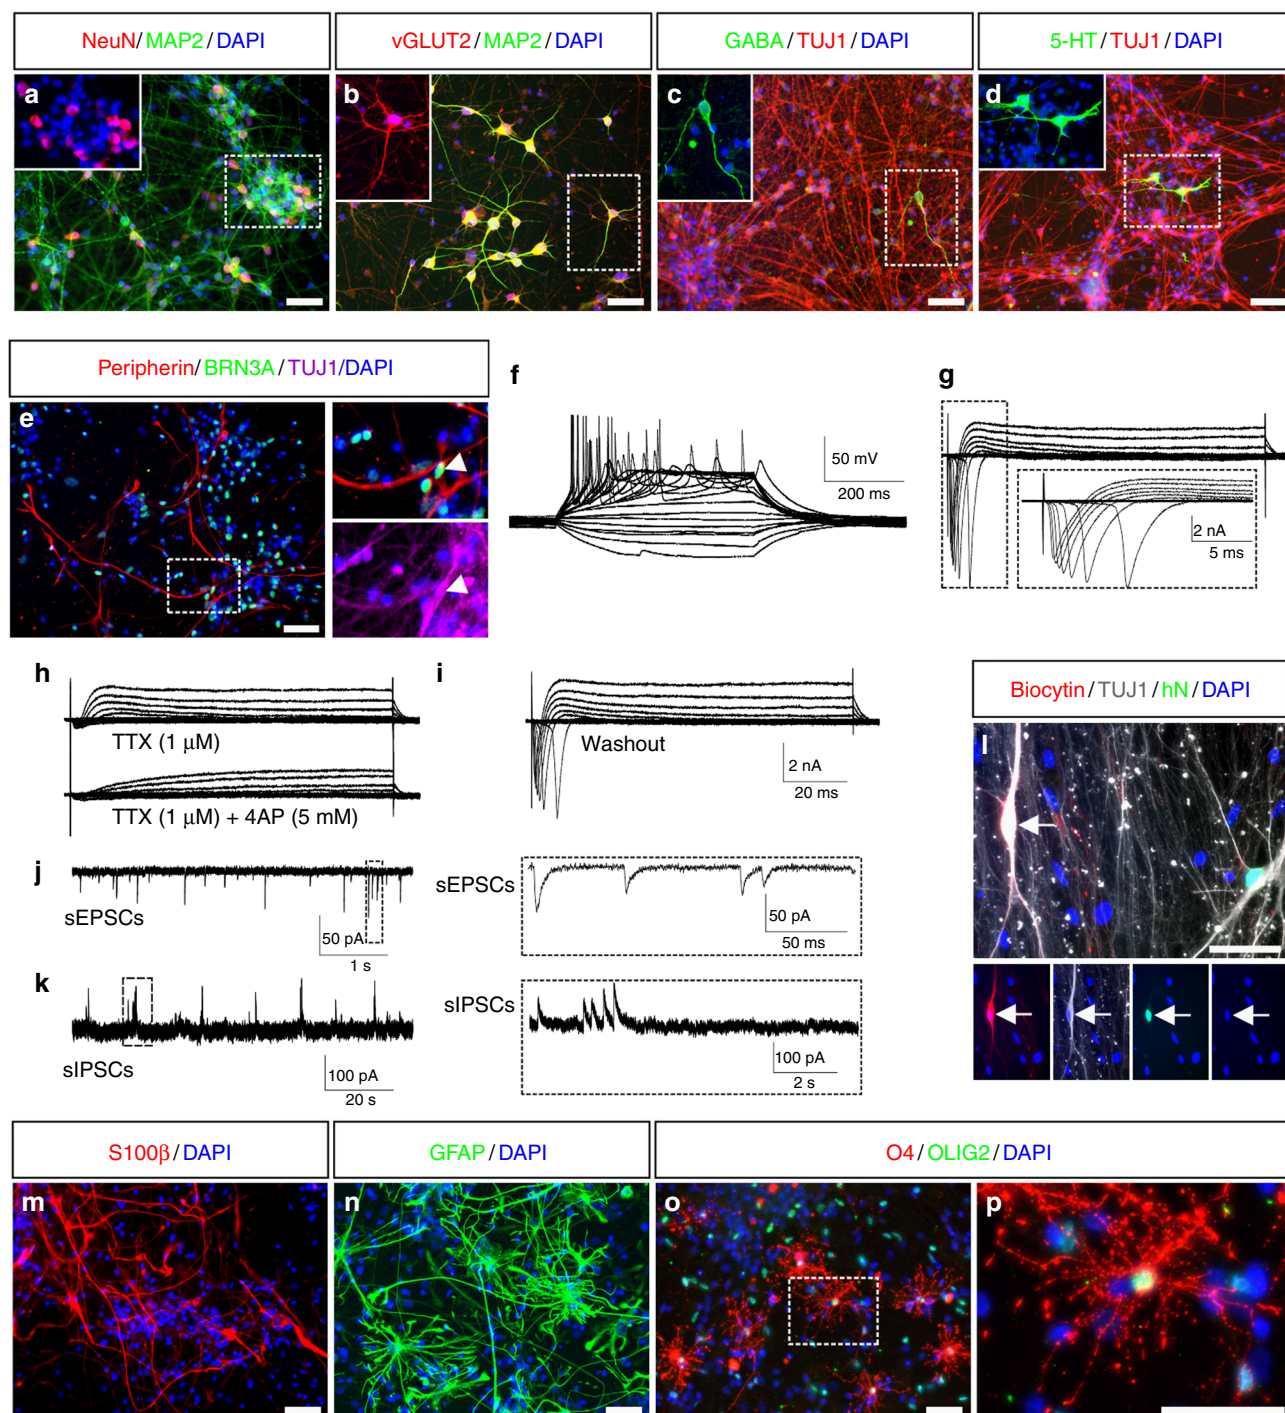 NeuN/MAP2/DAPI
vGLUT2/MAP2/DAPI
GABA/TUJ1/DAPI
5-HT/TUJ1/DAPI
a
b
c
d
Peripherin/BRN3A/TUJ1/DAPI
e
f
50 mV
200 ms
g
2 nA
5 ms
h
TTX (1 μM)
TTX (1 μM) + 4AP (5 mM)
i
Washout
2 nA
20 ms
j
sEPSCs
50 pA
1 s
sEPSCs
50 pA
50 ms
k
sIPSCs
100 pA
20 s
sIPSCs
100 pA
2 s
Biocytin/TUJ1/hN/DAPI
l
S100β/DAPI
GFAP/DAPI
O4/OLIG2/DAPI
m
n
o
p